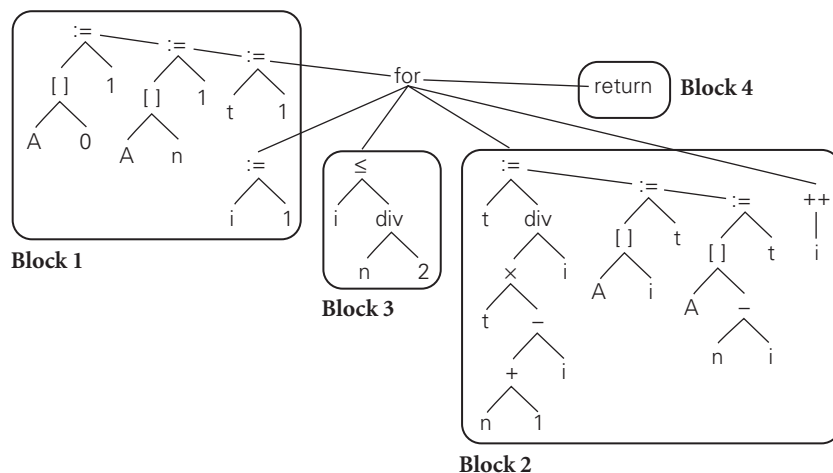 := := :=
for
[ ] 1 [ ] 1 t 1
return Block 4
A 0 A n
:= ≤ := := := ++
i 1 i div t div [ ] t [ ] t i
Block 1
n 2 × i A i A –
Block 3
t – n i
+ i
n 1
Block 2